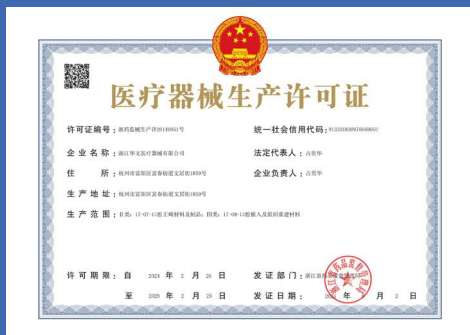 医疗器械生产许可证
许可证编号：浙药监械生产许20140051号
统一社会信用代码：
企业名称：浙江华文医疗器械有限公司
法定代表人：占贵华
住所：杭州市富阳区富春街道文居街1859号
企业负责人：占贵华
生产地址：杭州市富阳区富春街道文居街1859号
生产范围：II类：17-07-11矫正畸材料及制品；III类：17-08-13腔植入及组织重建材料
许可期限：自 2024 年 2 月 26 日
发证部门：浙江省药品监督管理局
至 2029 年 2 月 25 日
发证日期： 年 月 2 日